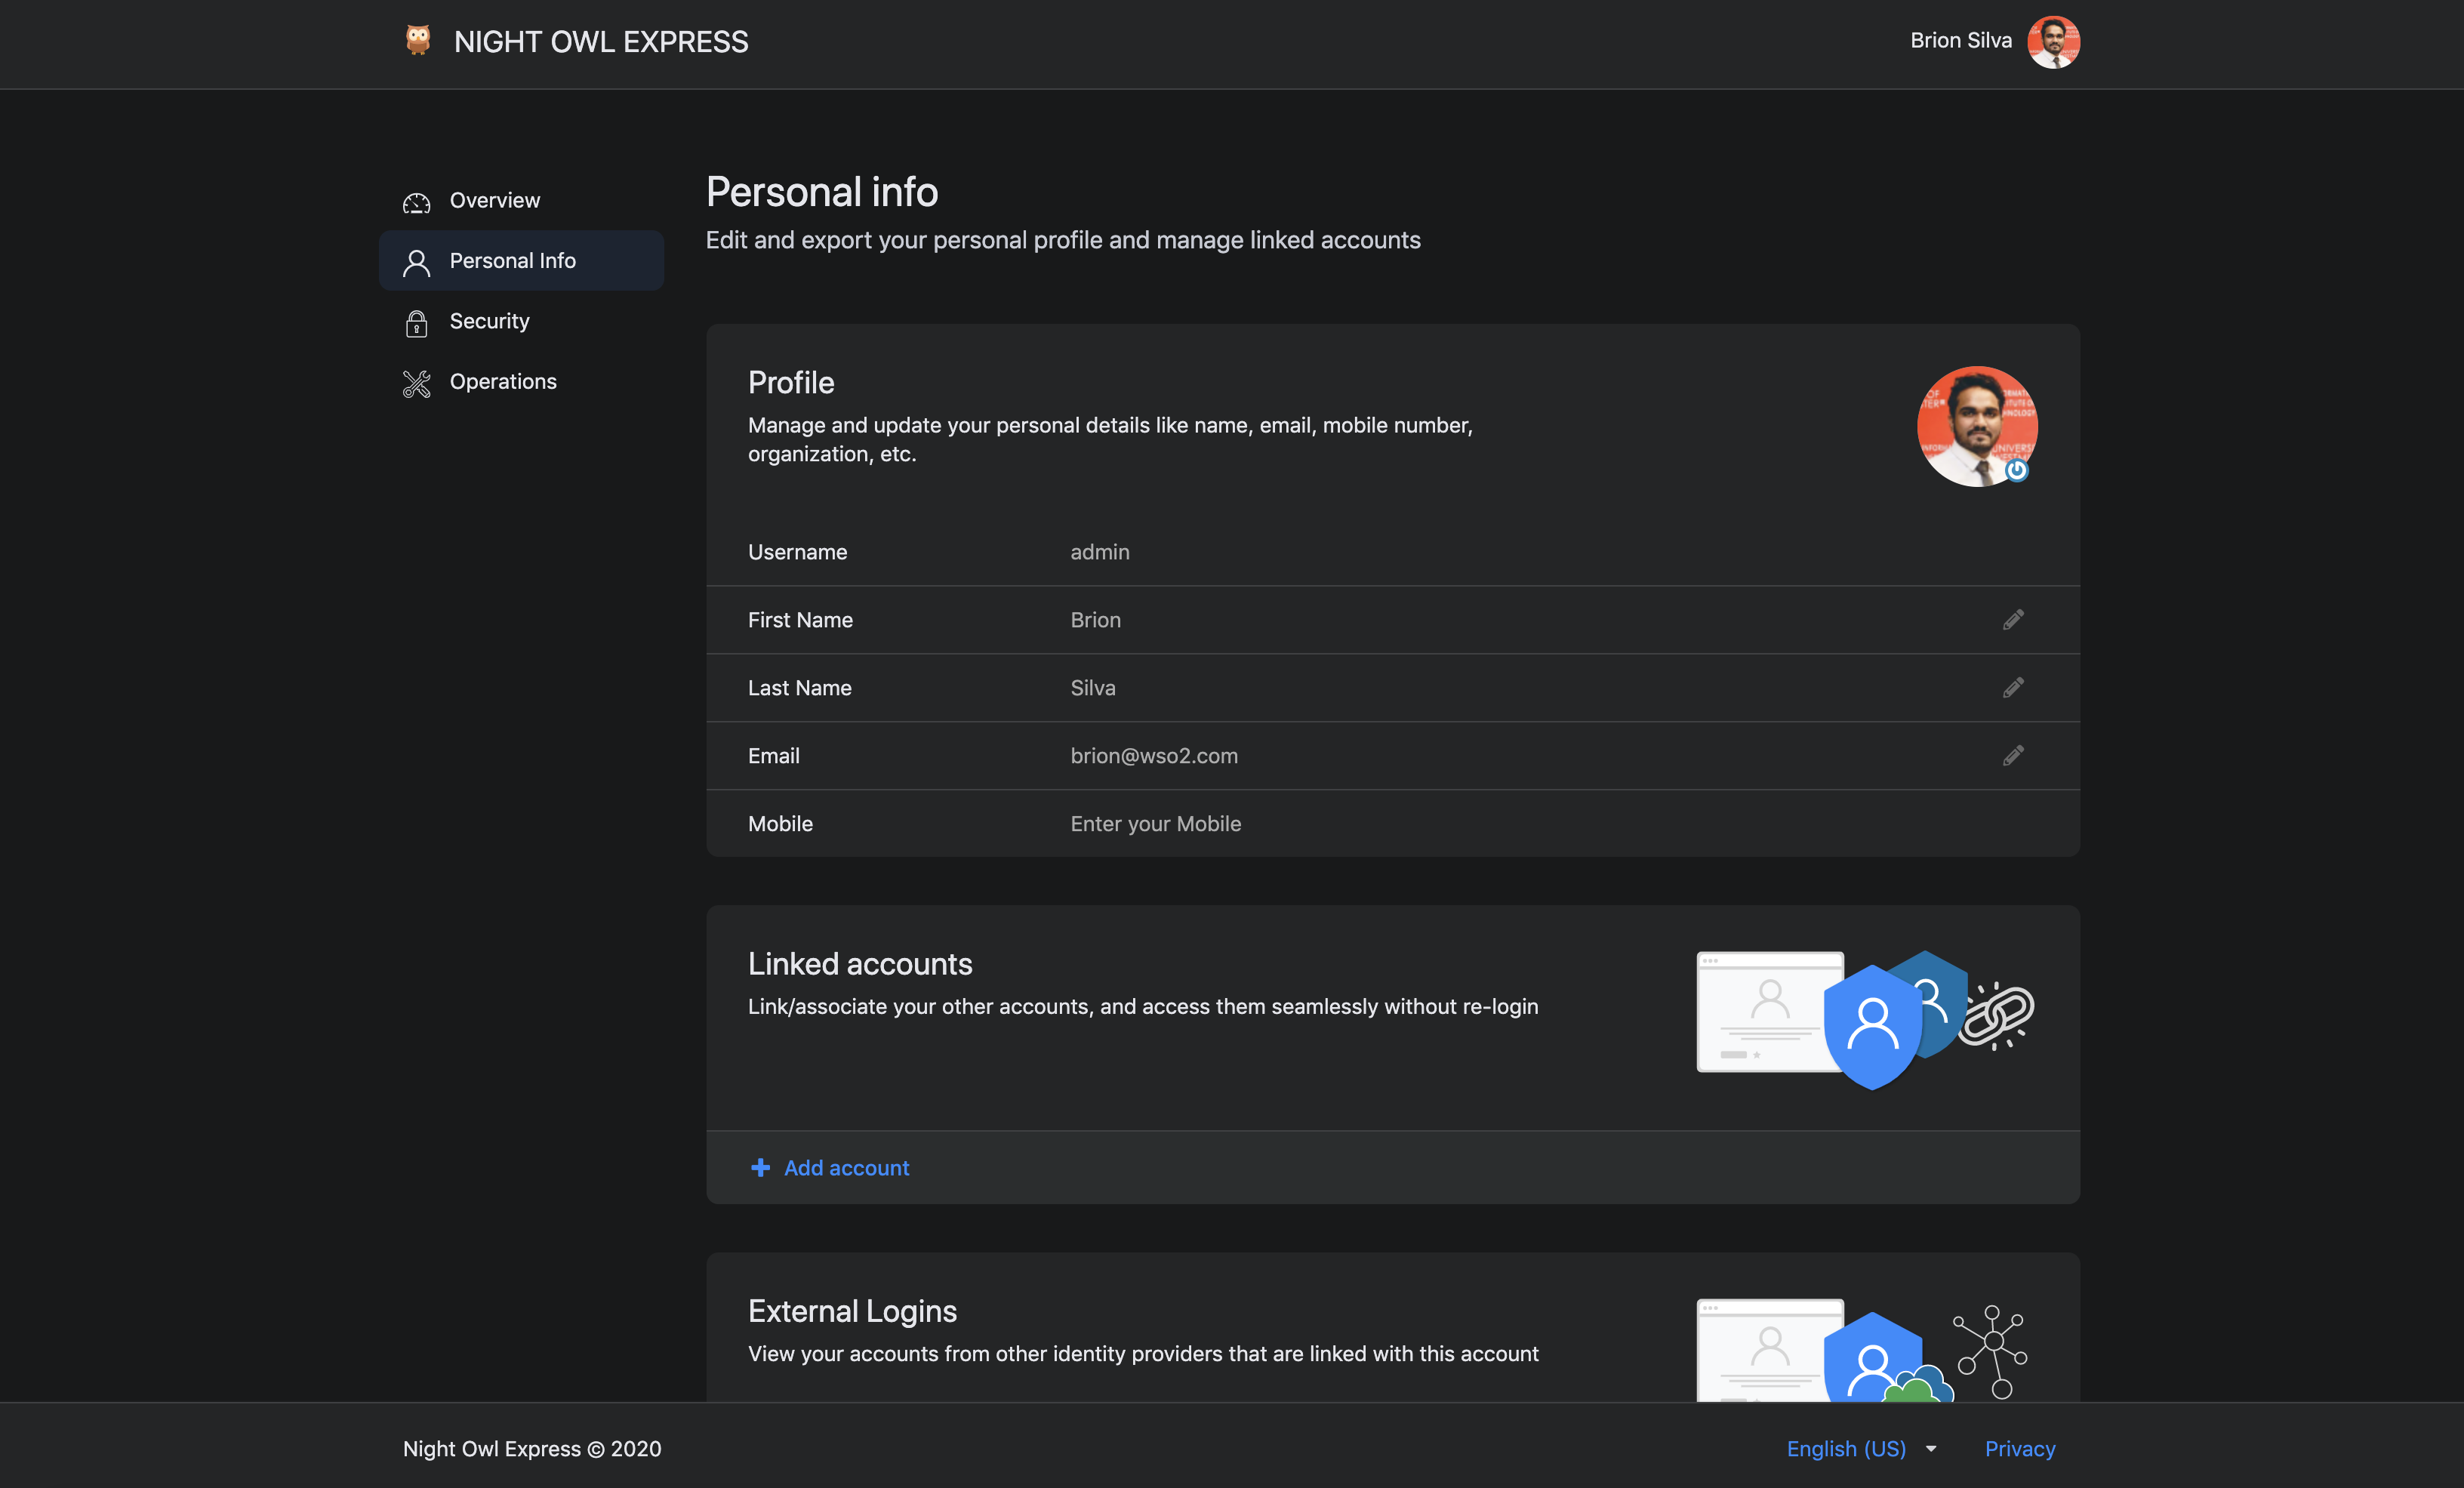 NIGHT OWL EXPRESS
Brion Silva
Overview
Personal Info
Security
Operations
Personal info
Edit and export your personal profile and manage linked accounts
Profile
Manage and update your personal details like name, email, mobile number,
organization, etc.
Username admin
First Name Brion
Last Name Silva
Email brion@wso2.com
Mobile Enter your Mobile
Linked accounts
Link/associate your other accounts, and access them seamlessly without re-login
Add account
External Logins
View your accounts from other identity providers that are linked with this account
Night Owl Express © 2020
English (US)
Privacy